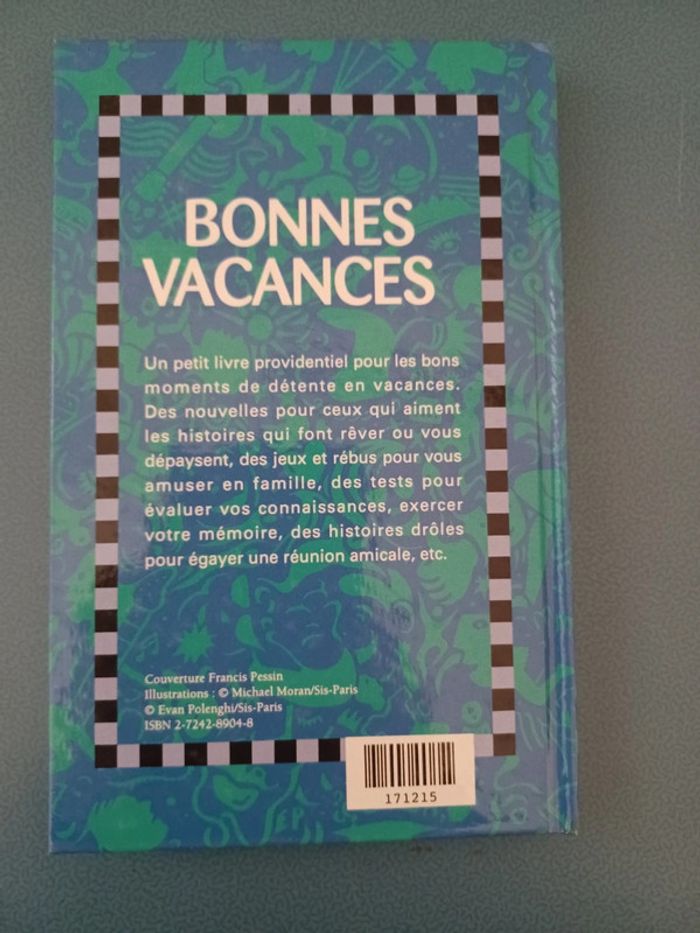 BONNES
VACANCES
Un petit livre providentiel pour les bons
moments de détente en vacances.
Des nouvelles pour ceux qui aiment
les histoires qui font rêver ou vous
dépaysent, des jeux et rébus pour vous
amuser en famille, des tests pour
évaluer vos connaissances, exercer
votre mémoire, des histoires drôles
pour égayer une réunion amicale, etc.
Couverture Francis Pessin
Illustrations : © Michael Moran/Sis-Paris
© Evan Polenghi/Sis-Paris
ISBN 2-7242-8904-8
171215